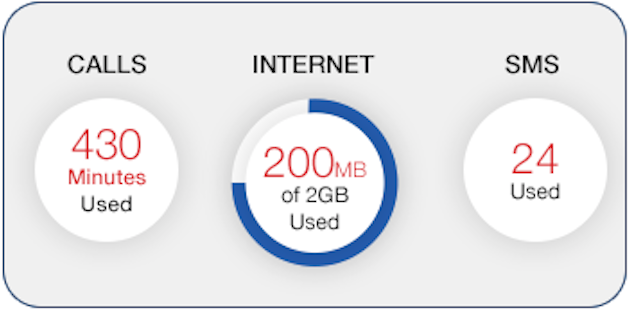 CALLS
430
Minutes
Used
INTERNET
200MB
of 2GB
Used
SMS
24
Used